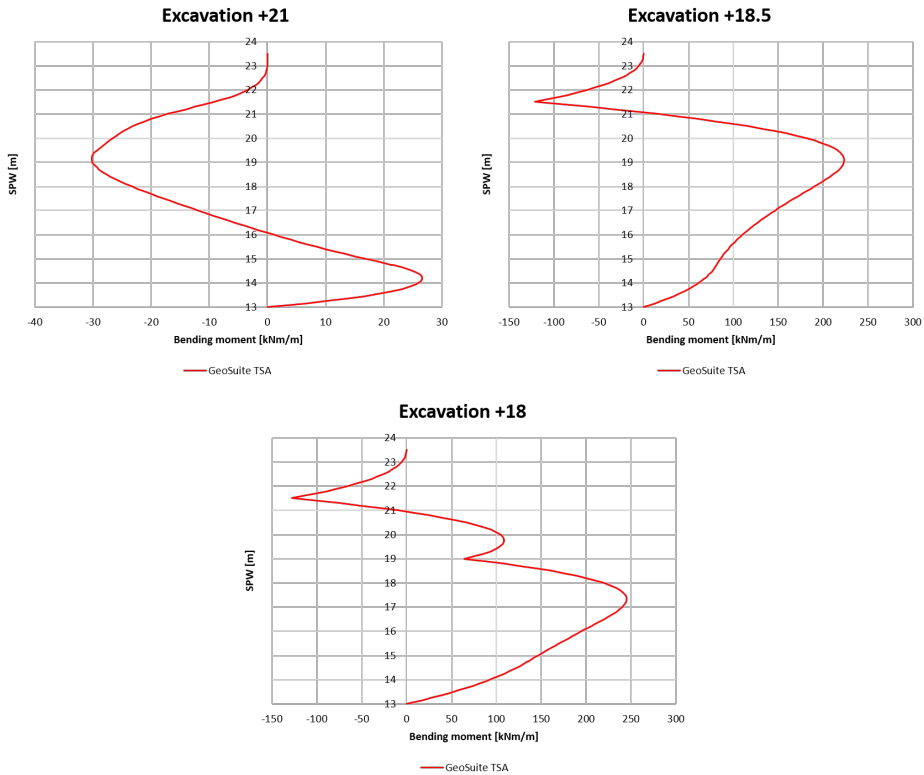 Excavation +21
24
23
22
21
20
19
18
17
16
15
14
13
SPW [m]
-40 -30 -20 -10 0 10 20 30
Bending moment [kNm/m]
GeoSuite TSA
Excavation +18.5
24
23
22
21
20
19
18
17
16
15
14
13
SPW [m]
-150 -100 -50 0 50 100 150 200 250 300
Bending moment [kNm/m]
GeoSuite TSA
Excavation +18
24
23
22
21
20
19
18
17
16
15
14
13
SPW [m]
-150 -100 -50 0 50 100 150 200 250 300
Bending moment [kNm/m]
GeoSuite TSA